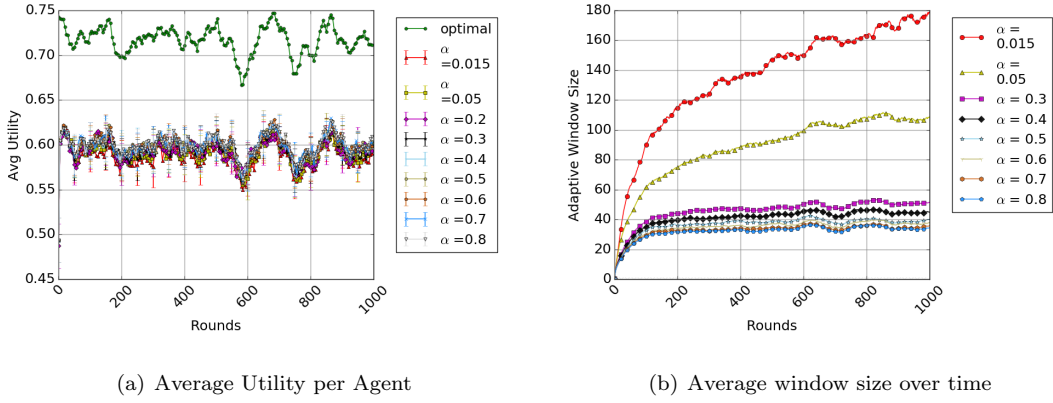 0.75
0.70
0.65
0.60
0.55
0.50
0.45
Avg Utility
0
200
400
600
800
1000
Rounds
optimal
α
=0.015
α
=0.05
α =0.2
α =0.3
α =0.4
α =0.5
α =0.6
α =0.7
α =0.8
180
160
140
120
100
80
60
40
20
0
Adaptive Window Size
0
200
400
600
800
1000
Rounds
α =
0.015
α =
0.05
α = 0.3
α = 0.4
α = 0.5
α = 0.6
α = 0.7
α = 0.8
(a) Average Utility per Agent
(b) Average window size over time